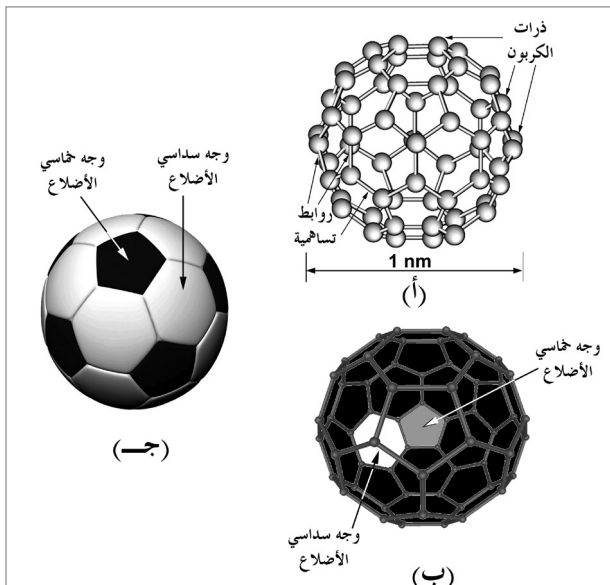 ذرات
الكربون
روابط
تساهمية
1 nm
(أ)
وجه خماسي
الأضلاع
وجه سداسي
الأضلاع
(جـ)
وجه خماسي
الأضلاع
وجه سداسي
الأضلاع
(ب)